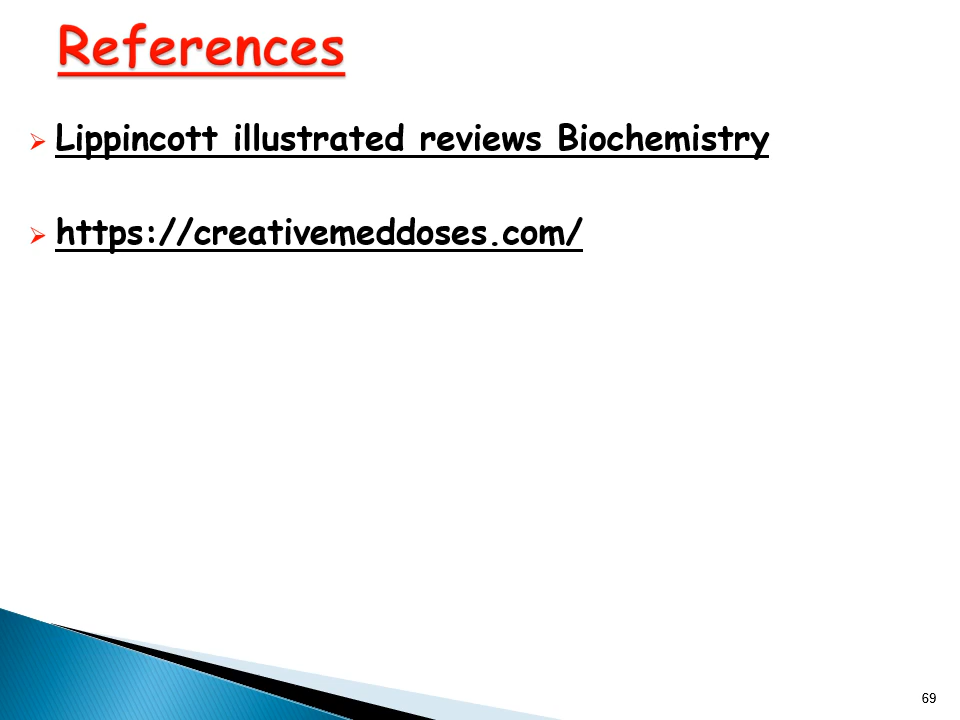 References
Lippincott illustrated reviews Biochemistry
https://creativemeddoses.com/
69